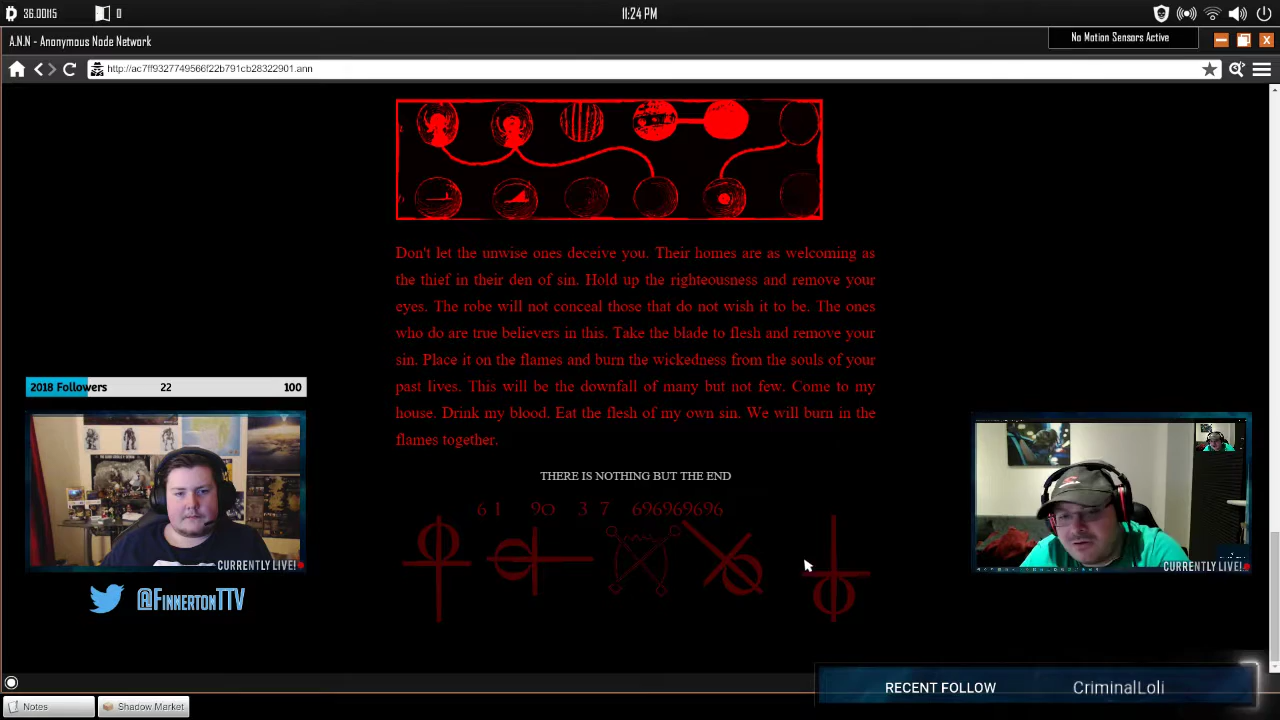 36.00115
0
11:24 PM
A.N.N - Anonymous Node Network
No Motion Sensors Active
http://ac7ff9327749566f22b791cb28322901.ann
Don't let the unwise ones deceive you. Their homes are as welcoming as
the thief in their den of sin. Hold up the righteousness and remove your
eyes. The robe will not conceal those that do not wish it to be. The ones
who do are true believers in this. Take the blade to flesh and remove your
sin. Place it on the flames and burn the wickedness from the souls of your
past lives. This will be the downfall of many but not few. Come to my
house. Drink my blood. Eat the flesh of my own sin. We will burn in the
flames together.
THERE IS NOTHING BUT THE END
61 90 37 696969696
2018 Followers 22 100
CURRENTLY LIVE!
@FinnertonTTV
CURRENTLY LIVE!
RECENT FOLLOW CriminalLoli
Notes
Shadow Market